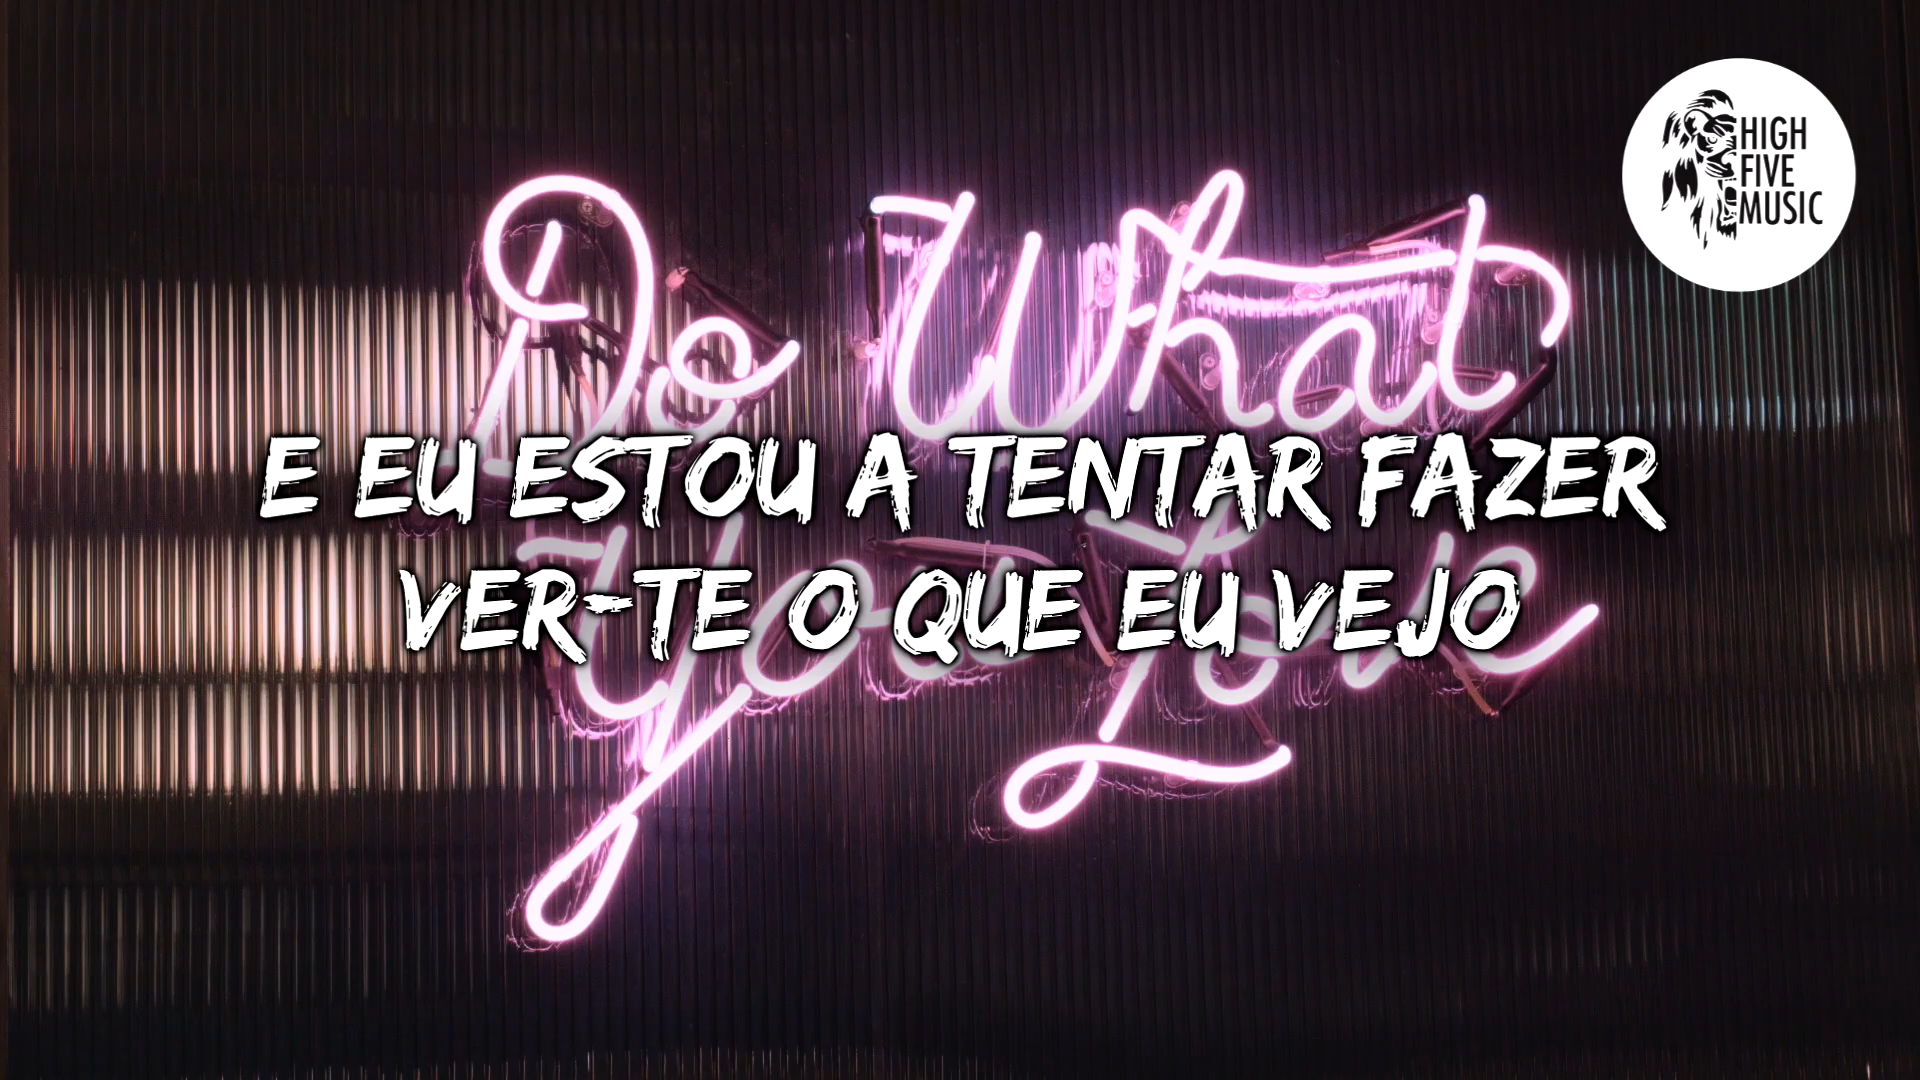 Do What
You Love
E EU ESTOU A TENTAR FAZER
VER-TE O QUE EU VEJO
HIGH
FIVE
MUSIC